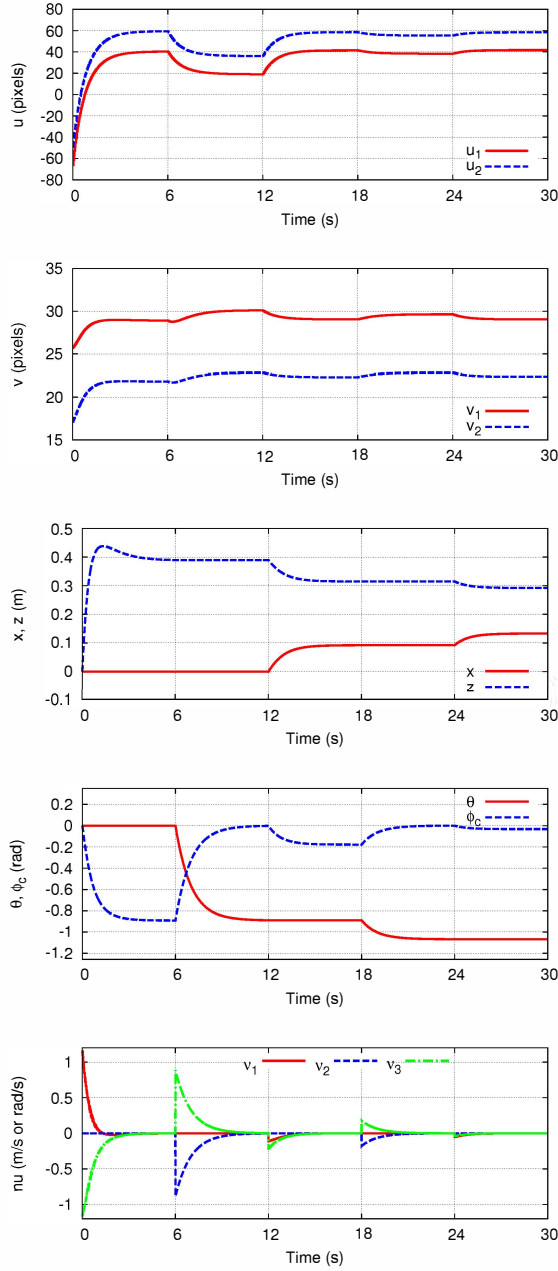 80
60
40
20
0
-20
-40
-60
-80
u (pixels)
u1
u2
0 6 12 18 24 30
Time (s)
35
30
25
20
15
v (pixels)
v1
v2
0 6 12 18 24 30
Time (s)
0.5
0.4
0.3
0.2
0.1
0
-0.1
x, z (m)
x
z
0 6 12 18 24 30
Time (s)
0.2
0
-0.2
-0.4
-0.6
-0.8
-1
-1.2
θ, ϕc (rad)
θ
ϕc
0 6 12 18 24 30
Time (s)
1
0.5
0
-0.5
-1
nu (m/s or rad/s)
ν1 ν2 ν3
0 6 12 18 24 30
Time (s)